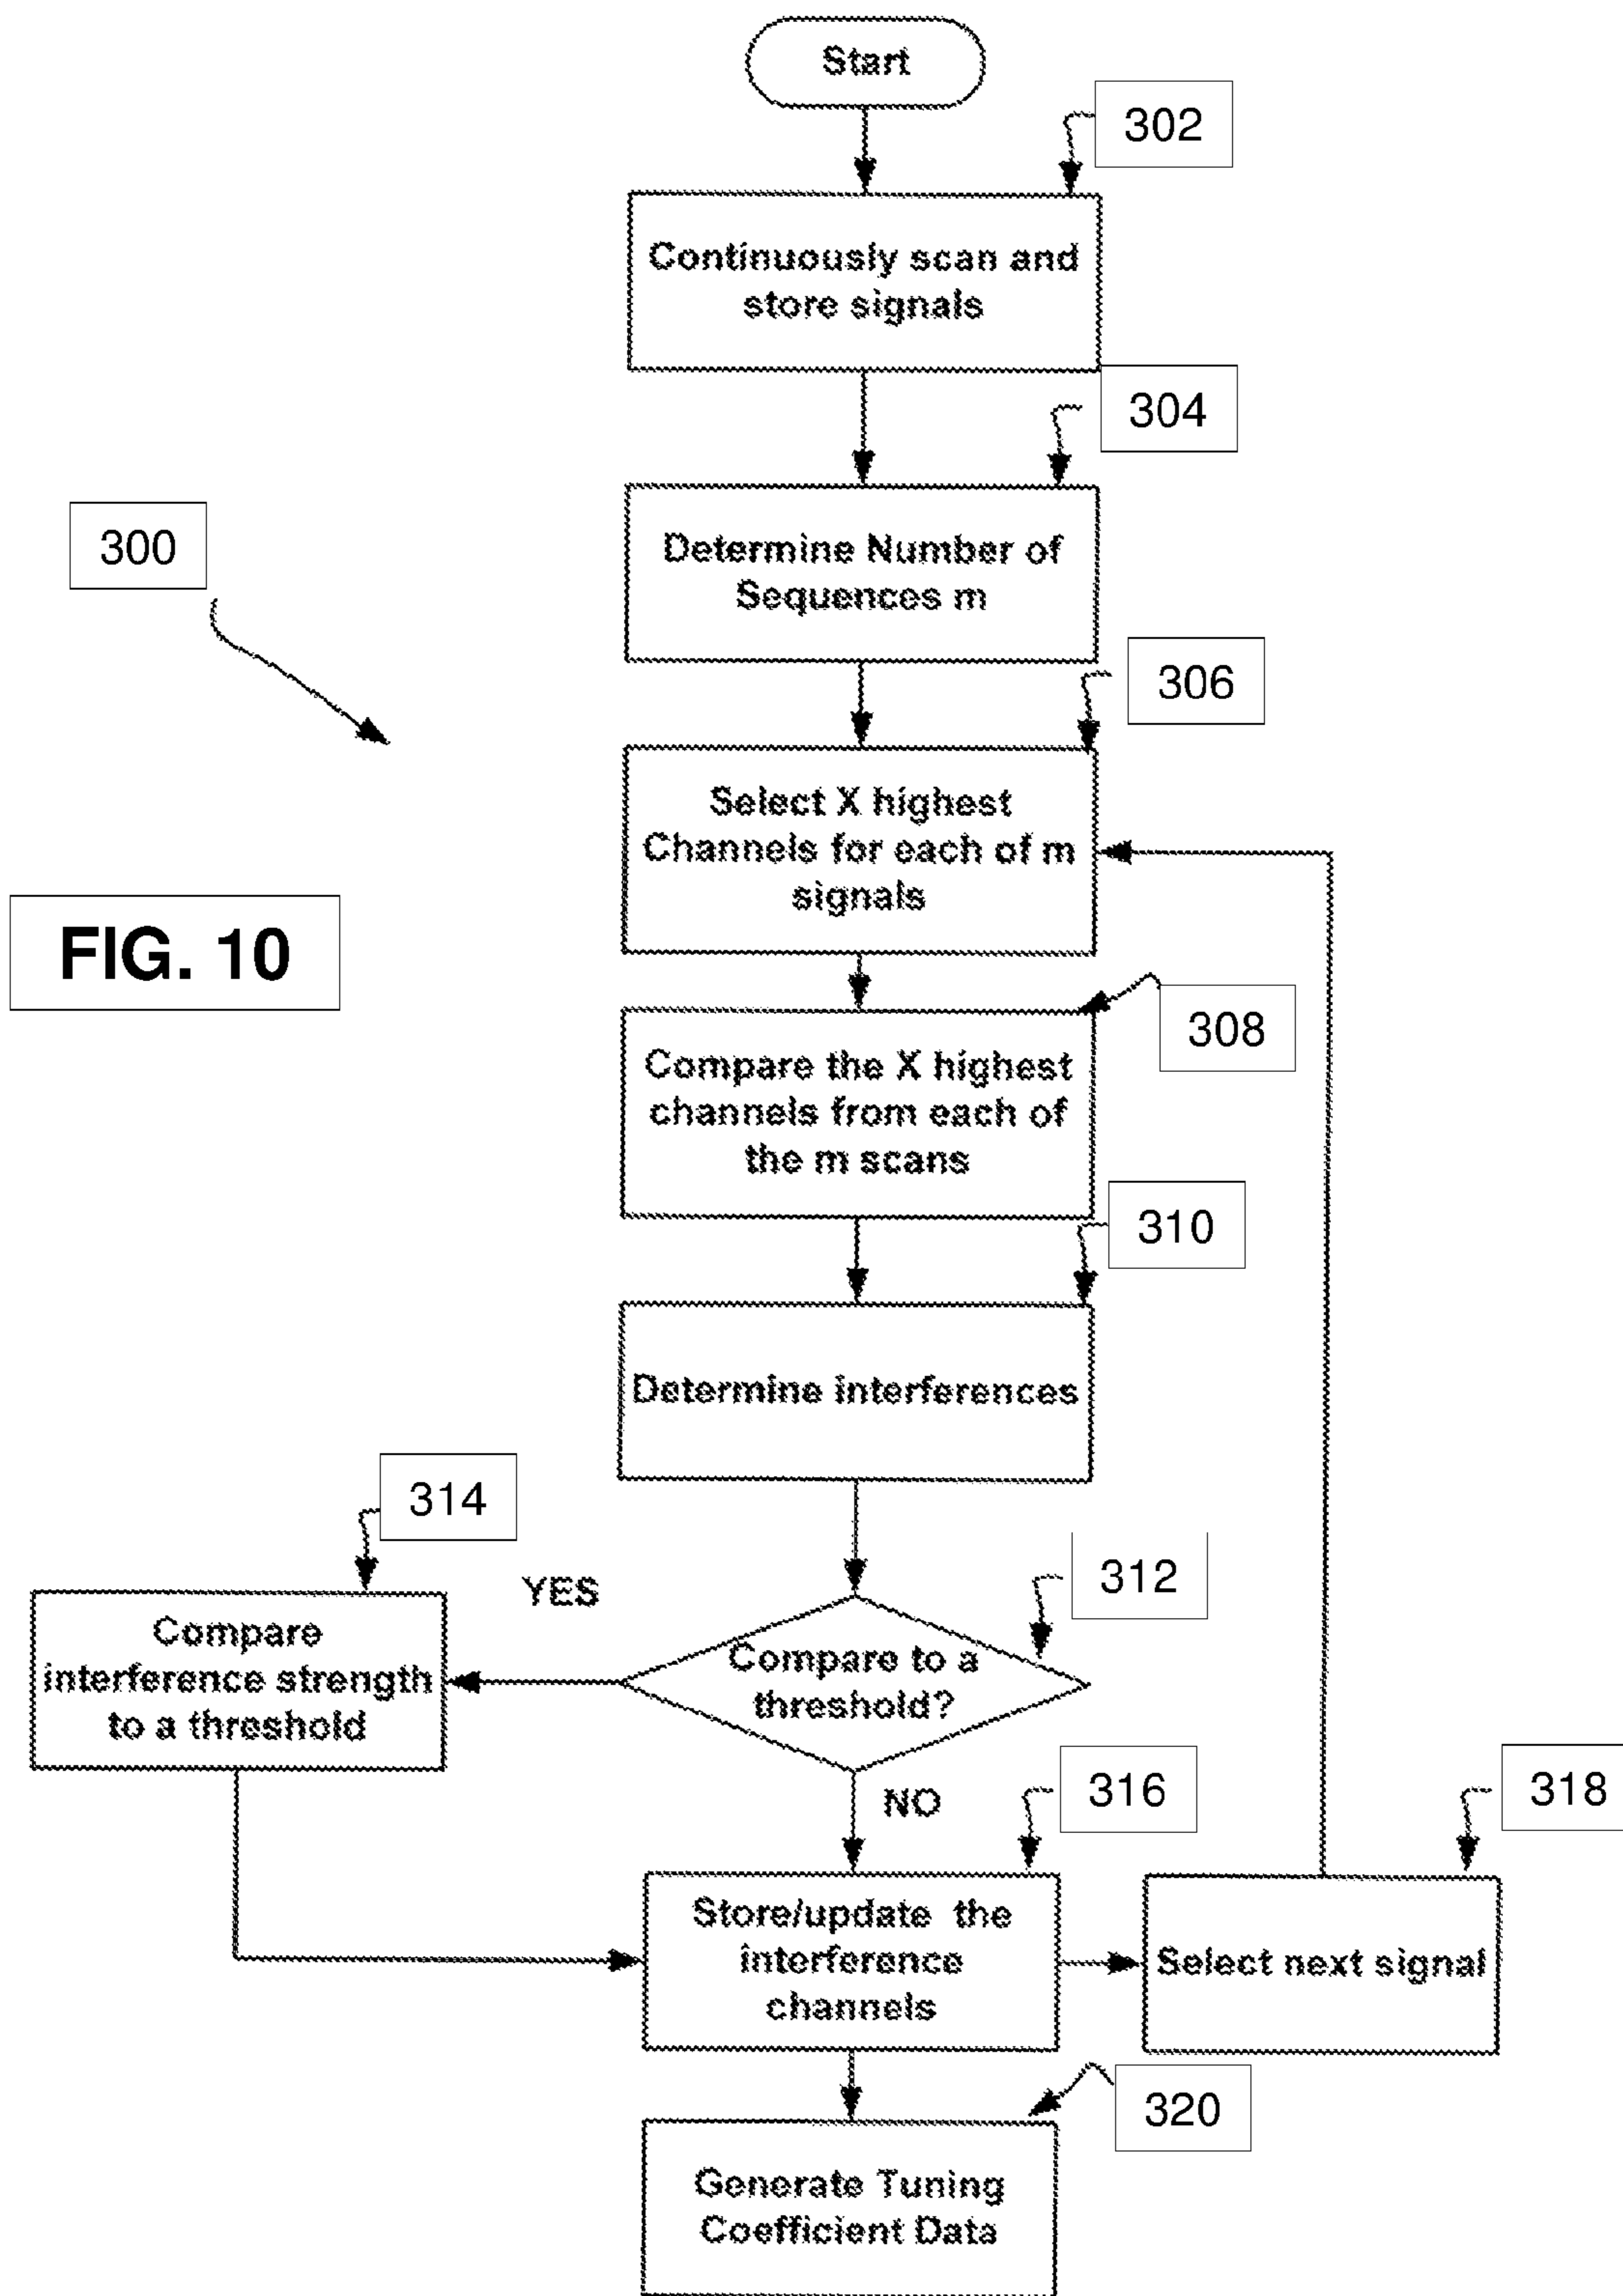 Start
302
Continuously scan and
store signals
304
Determine Number of
Sequences m
300
306
Select X highest
Channels for each of m
signals
FIG. 10
308
Compare the X highest
channels from each of
the m scans
310
Determine interferences
314
312
YES
Compare
interference strength
to a threshold
Compare to a
threshold?
NO
316
318
Store/update the
interference
channels
Select next signal
320
Generate Tuning
Coefficient Data